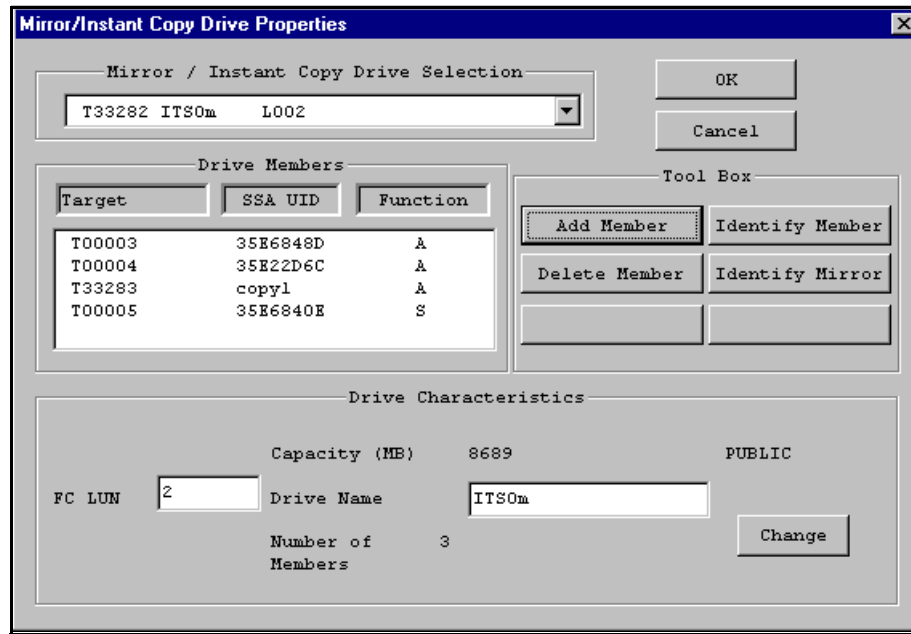 Mirror/Instant Copy Drive Properties
Mirror / Instant Copy Drive Selection
T33282 ITSOm L002
OK
Cancel
Drive Members
Target SSA UID Function
T00003 35E6848D A
T00004 35E22D6C A
T33283 copy1 A
T00005 35E6840E S
Tool Box
Add Member Identify Member
Delete Member Identify Mirror
Drive Characteristics
Capacity (MB) 8689 PUBLIC
FC LUN 2 Drive Name ITSOm
Number of Members 3
Change